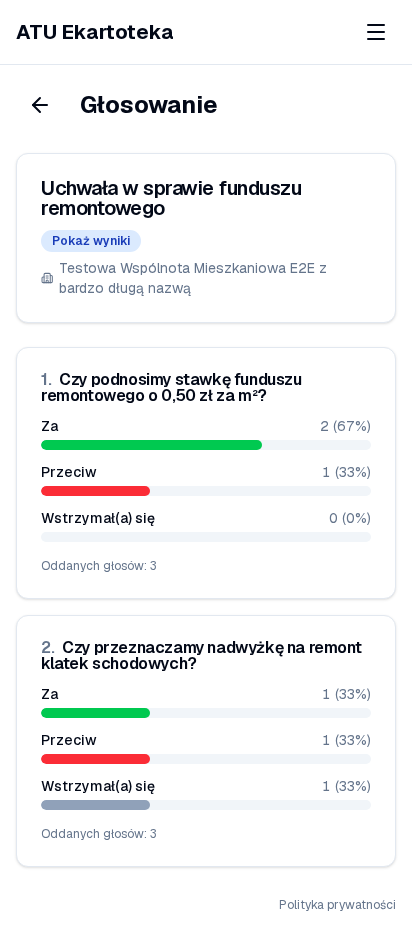 ATU Ekartoteka
Głosowanie
Uchwała w sprawie funduszu
remontowego
Pokaż wyniki
Testowa Wspólnota Mieszkaniowa E2E z
bardzo długą nazwą
1. Czy podnosimy stawkę funduszu
remontowego o 0,50 zł za m²?
Za 2 (67%)
Przeciw 1 (33%)
Wstrzymał(a) się 0 (0%)
Oddanych głosów: 3
2. Czy przeznaczamy nadwyżkę na remont
klatek schodowych?
Za 1 (33%)
Przeciw 1 (33%)
Wstrzymał(a) się 1 (33%)
Oddanych głosów: 3
Polityka prywatności